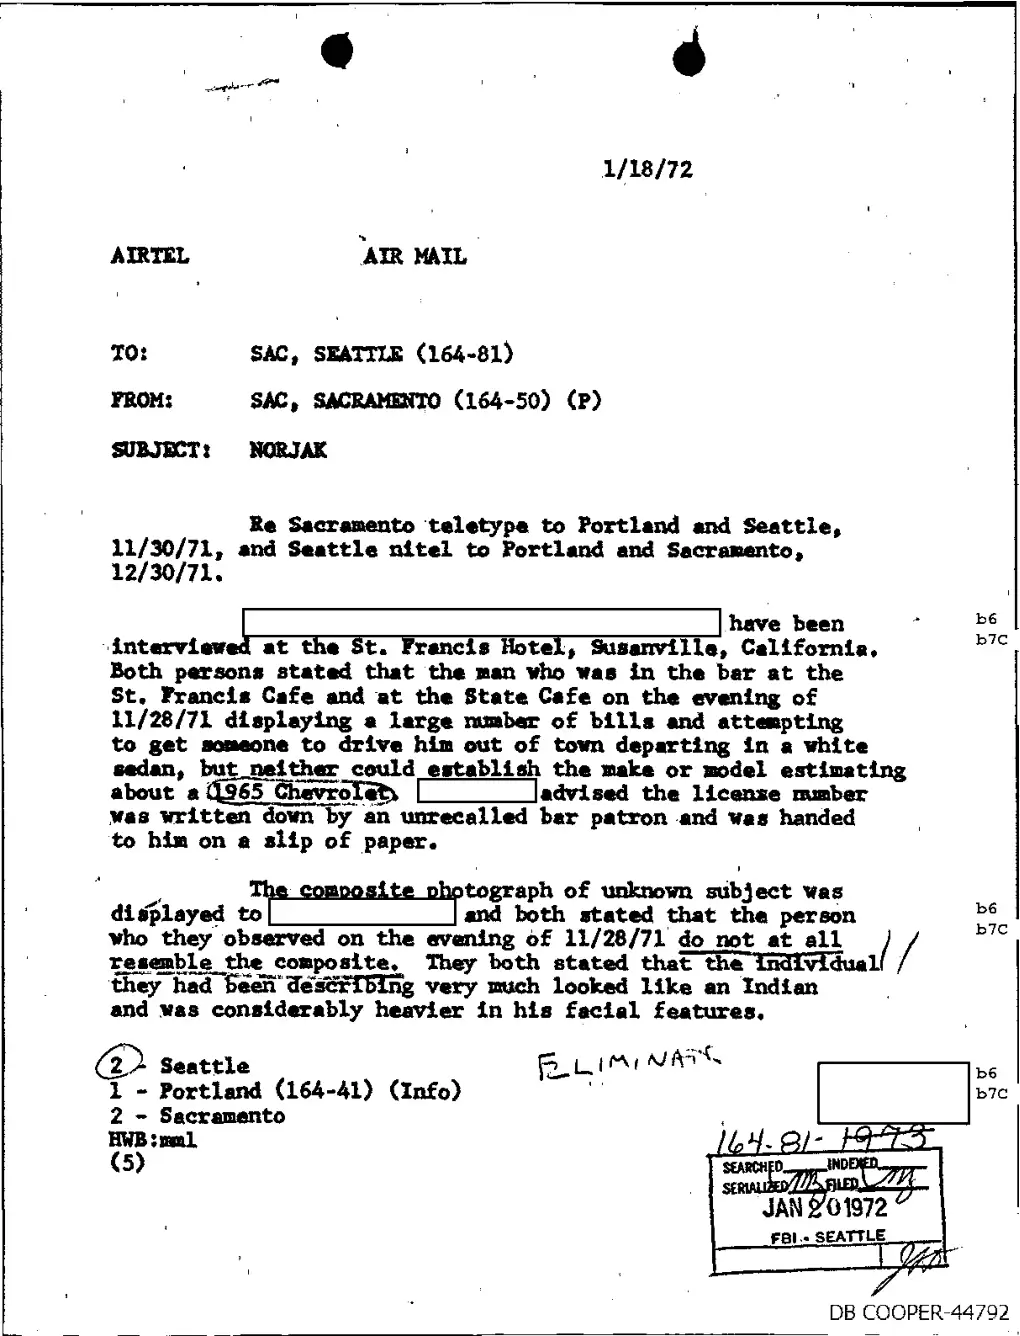 1/18/72
AIRTEL AIR MAIL
TO: SAC, SEATTLE (164-81)
FROM: SAC, SACRAMENTO (164-50) (P)
SUBJECT: NORJAK
Re Sacramento teletype to Portland and Seattle,
11/30/71, and Seattle nitel to Portland and Sacramento,
12/30/71.
have been
b6
b7C
interviewed at the St. Francis Hotel, Susanville, California.
Both persons stated that the man who was in the bar at the
St. Francis Cafe and at the State Cafe on the evening of
11/28/71 displaying a large number of bills and attempting
to get someone to drive him out of town departing in a white
sedan, but neither could establish the make or model estimating
about a 1965 Chevrolet. advised the license number
was written down by an unrecalled bar patron and was handed
to him on a slip of paper.
The composite photograph of unknown subject was
displayed to and both stated that the person
b6
b7C
who they observed on the evening of 11/28/71 do not at all
resemble the composite. They both stated that the individual
they had been describing very much looked like an Indian
and was considerably heavier in his facial features.
2 - Seattle
1 - Portland (164-41) (Info)
2 - Sacramento
HWB:mml
(5)
ELIMINATE
b6
b7C
164-81-1973
SEARCHED INDEXED
SERIALIZED FILED
JAN 20 1972
FBI - SEATTLE
DB COOPER-44792